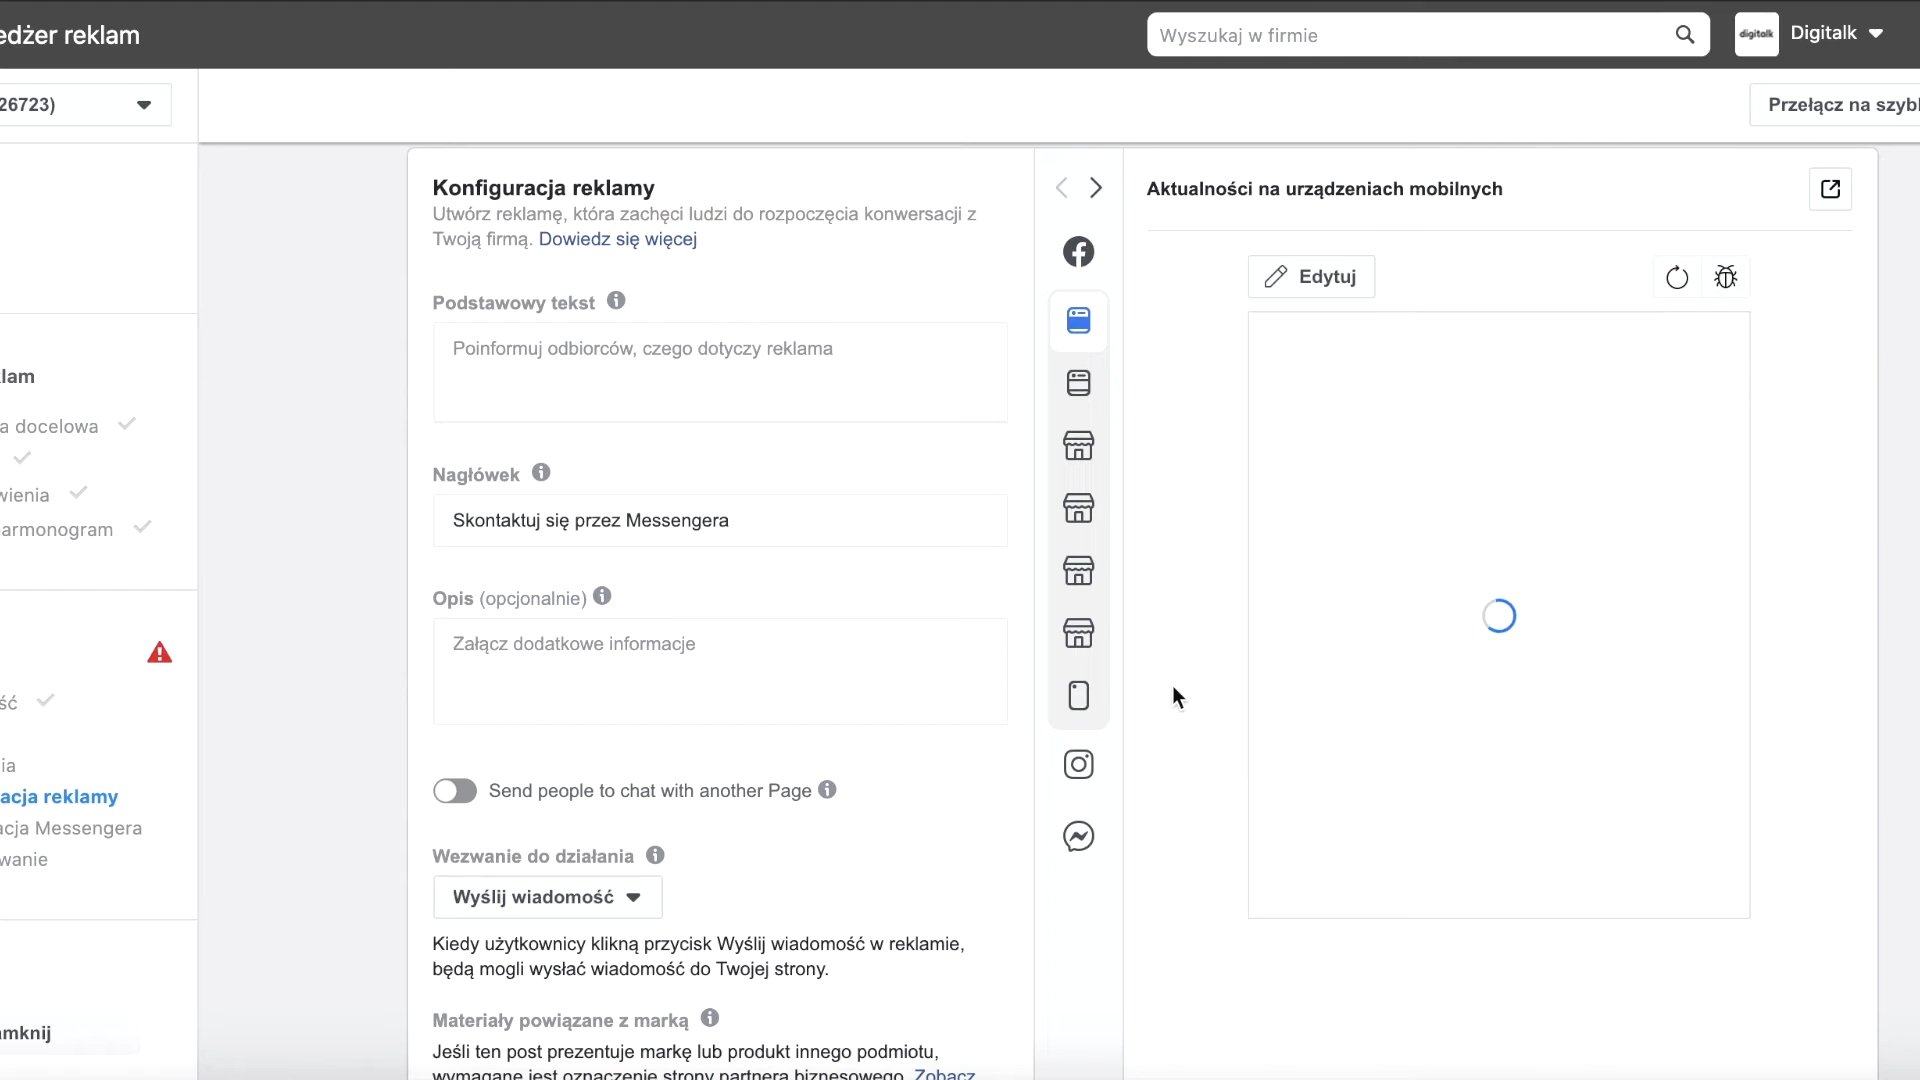 edżer reklam
Wyszukaj w firmie
digitalk
Digitalk
26723)
Przełącz na szybk
klam
a docelowa
wienia
armonogram
ść
ia
acja reklamy
acja Messengera
wanie
amknij
Konfiguracja reklamy
Utwórz reklamę, która zachęci ludzi do rozpoczęcia konwersacji z
Twoją firmą. Dowiedz się więcej
Podstawowy tekst
Poinformuj odbiorców, czego dotyczy reklama
Nagłówek
Skontaktuj się przez Messengera
Opis (opcjonalnie)
Załącz dodatkowe informacje
Send people to chat with another Page
Wezwanie do działania
Wyślij wiadomość
Kiedy użytkownicy klikną przycisk Wyślij wiadomość w reklamie,
będą mogli wysłać wiadomość do Twojej strony.
Materiały powiązane z marką
Jeśli ten post prezentuje markę lub produkt innego podmiotu,
wymagane jest oznaczenie strony partnera biznesowego. Zobacz
Aktualności na urządzeniach mobilnych
Edytuj